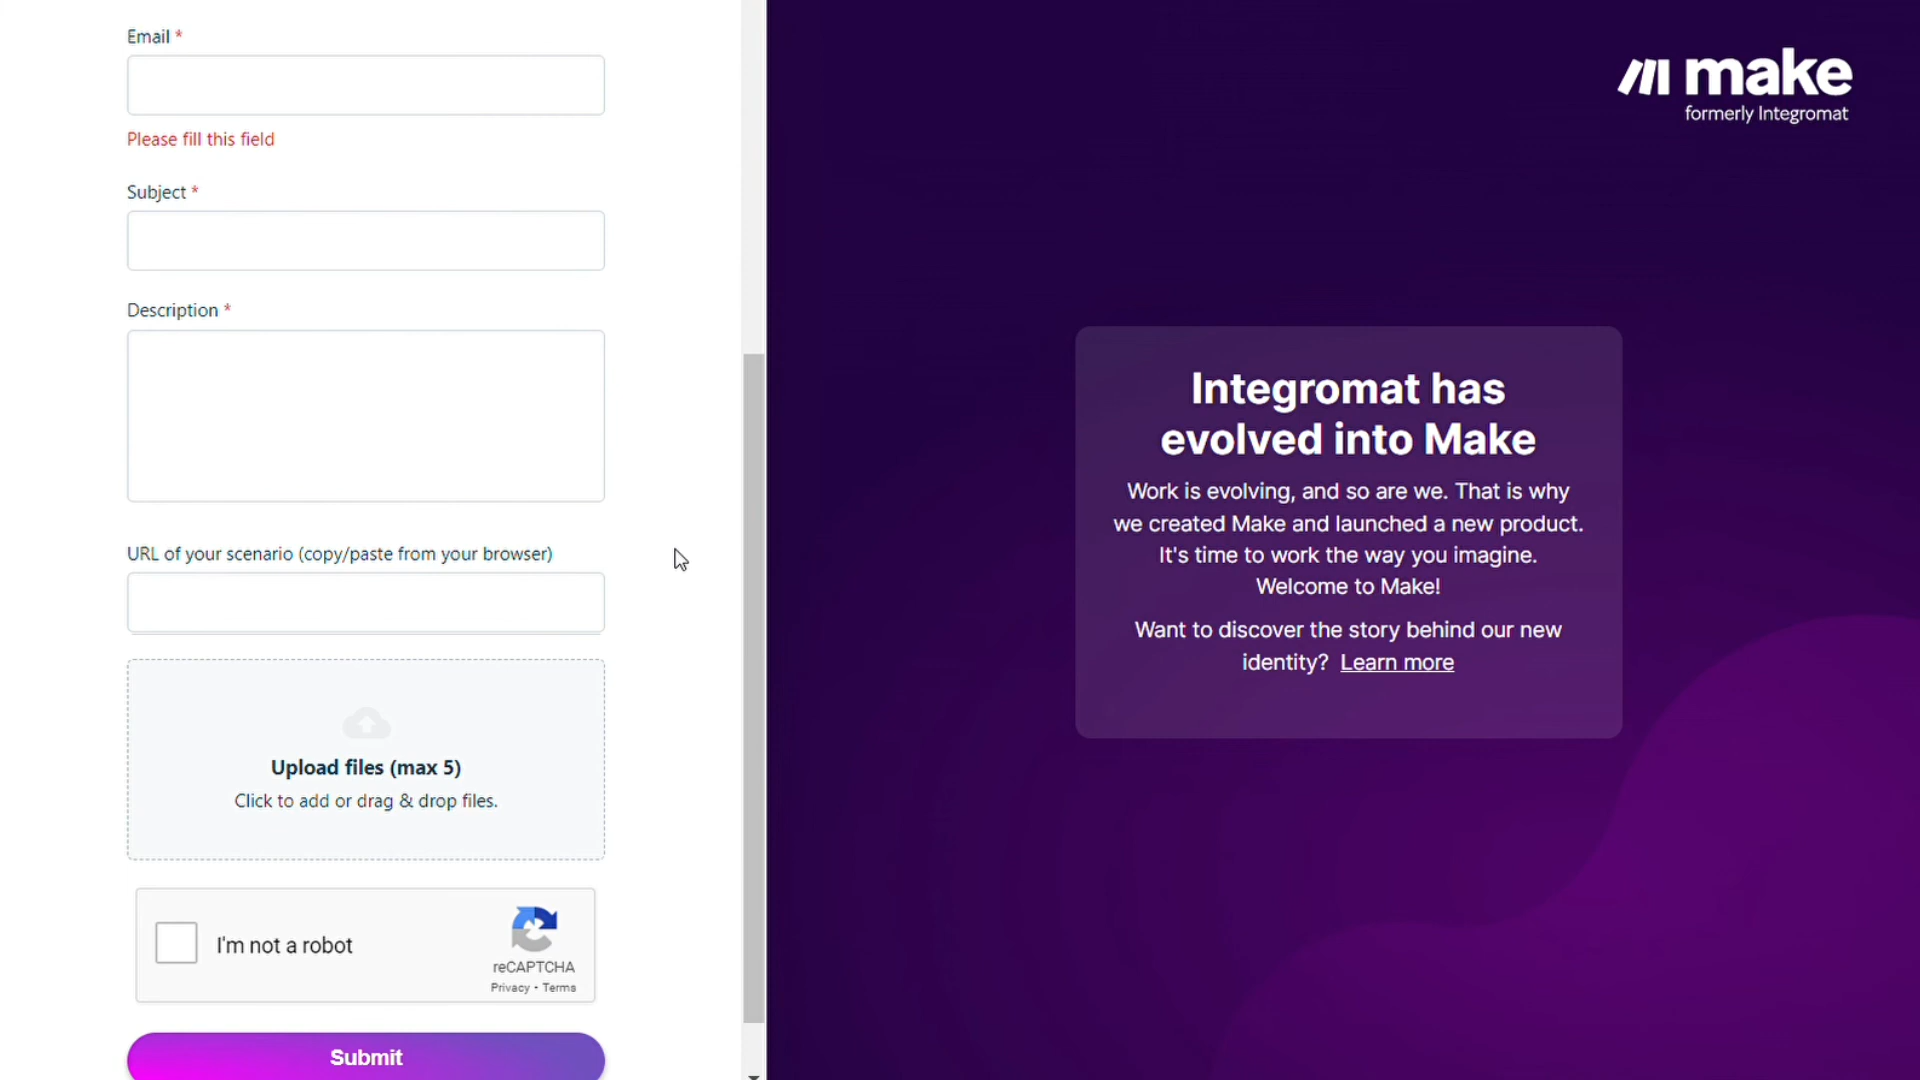 Email *
Please fill this field
Subject *
Description *
URL of your scenario (copy/paste from your browser)
Upload files (max 5)
Click to add or drag & drop files.
I'm not a robot
reCAPTCHA
Privacy - Terms
Submit
make
formerly Integromat
Integromat has
evolved into Make
Work is evolving, and so are we. That is why
we created Make and launched a new product.
It's time to work the way you imagine.
Welcome to Make!
Want to discover the story behind our new
identity? Learn more